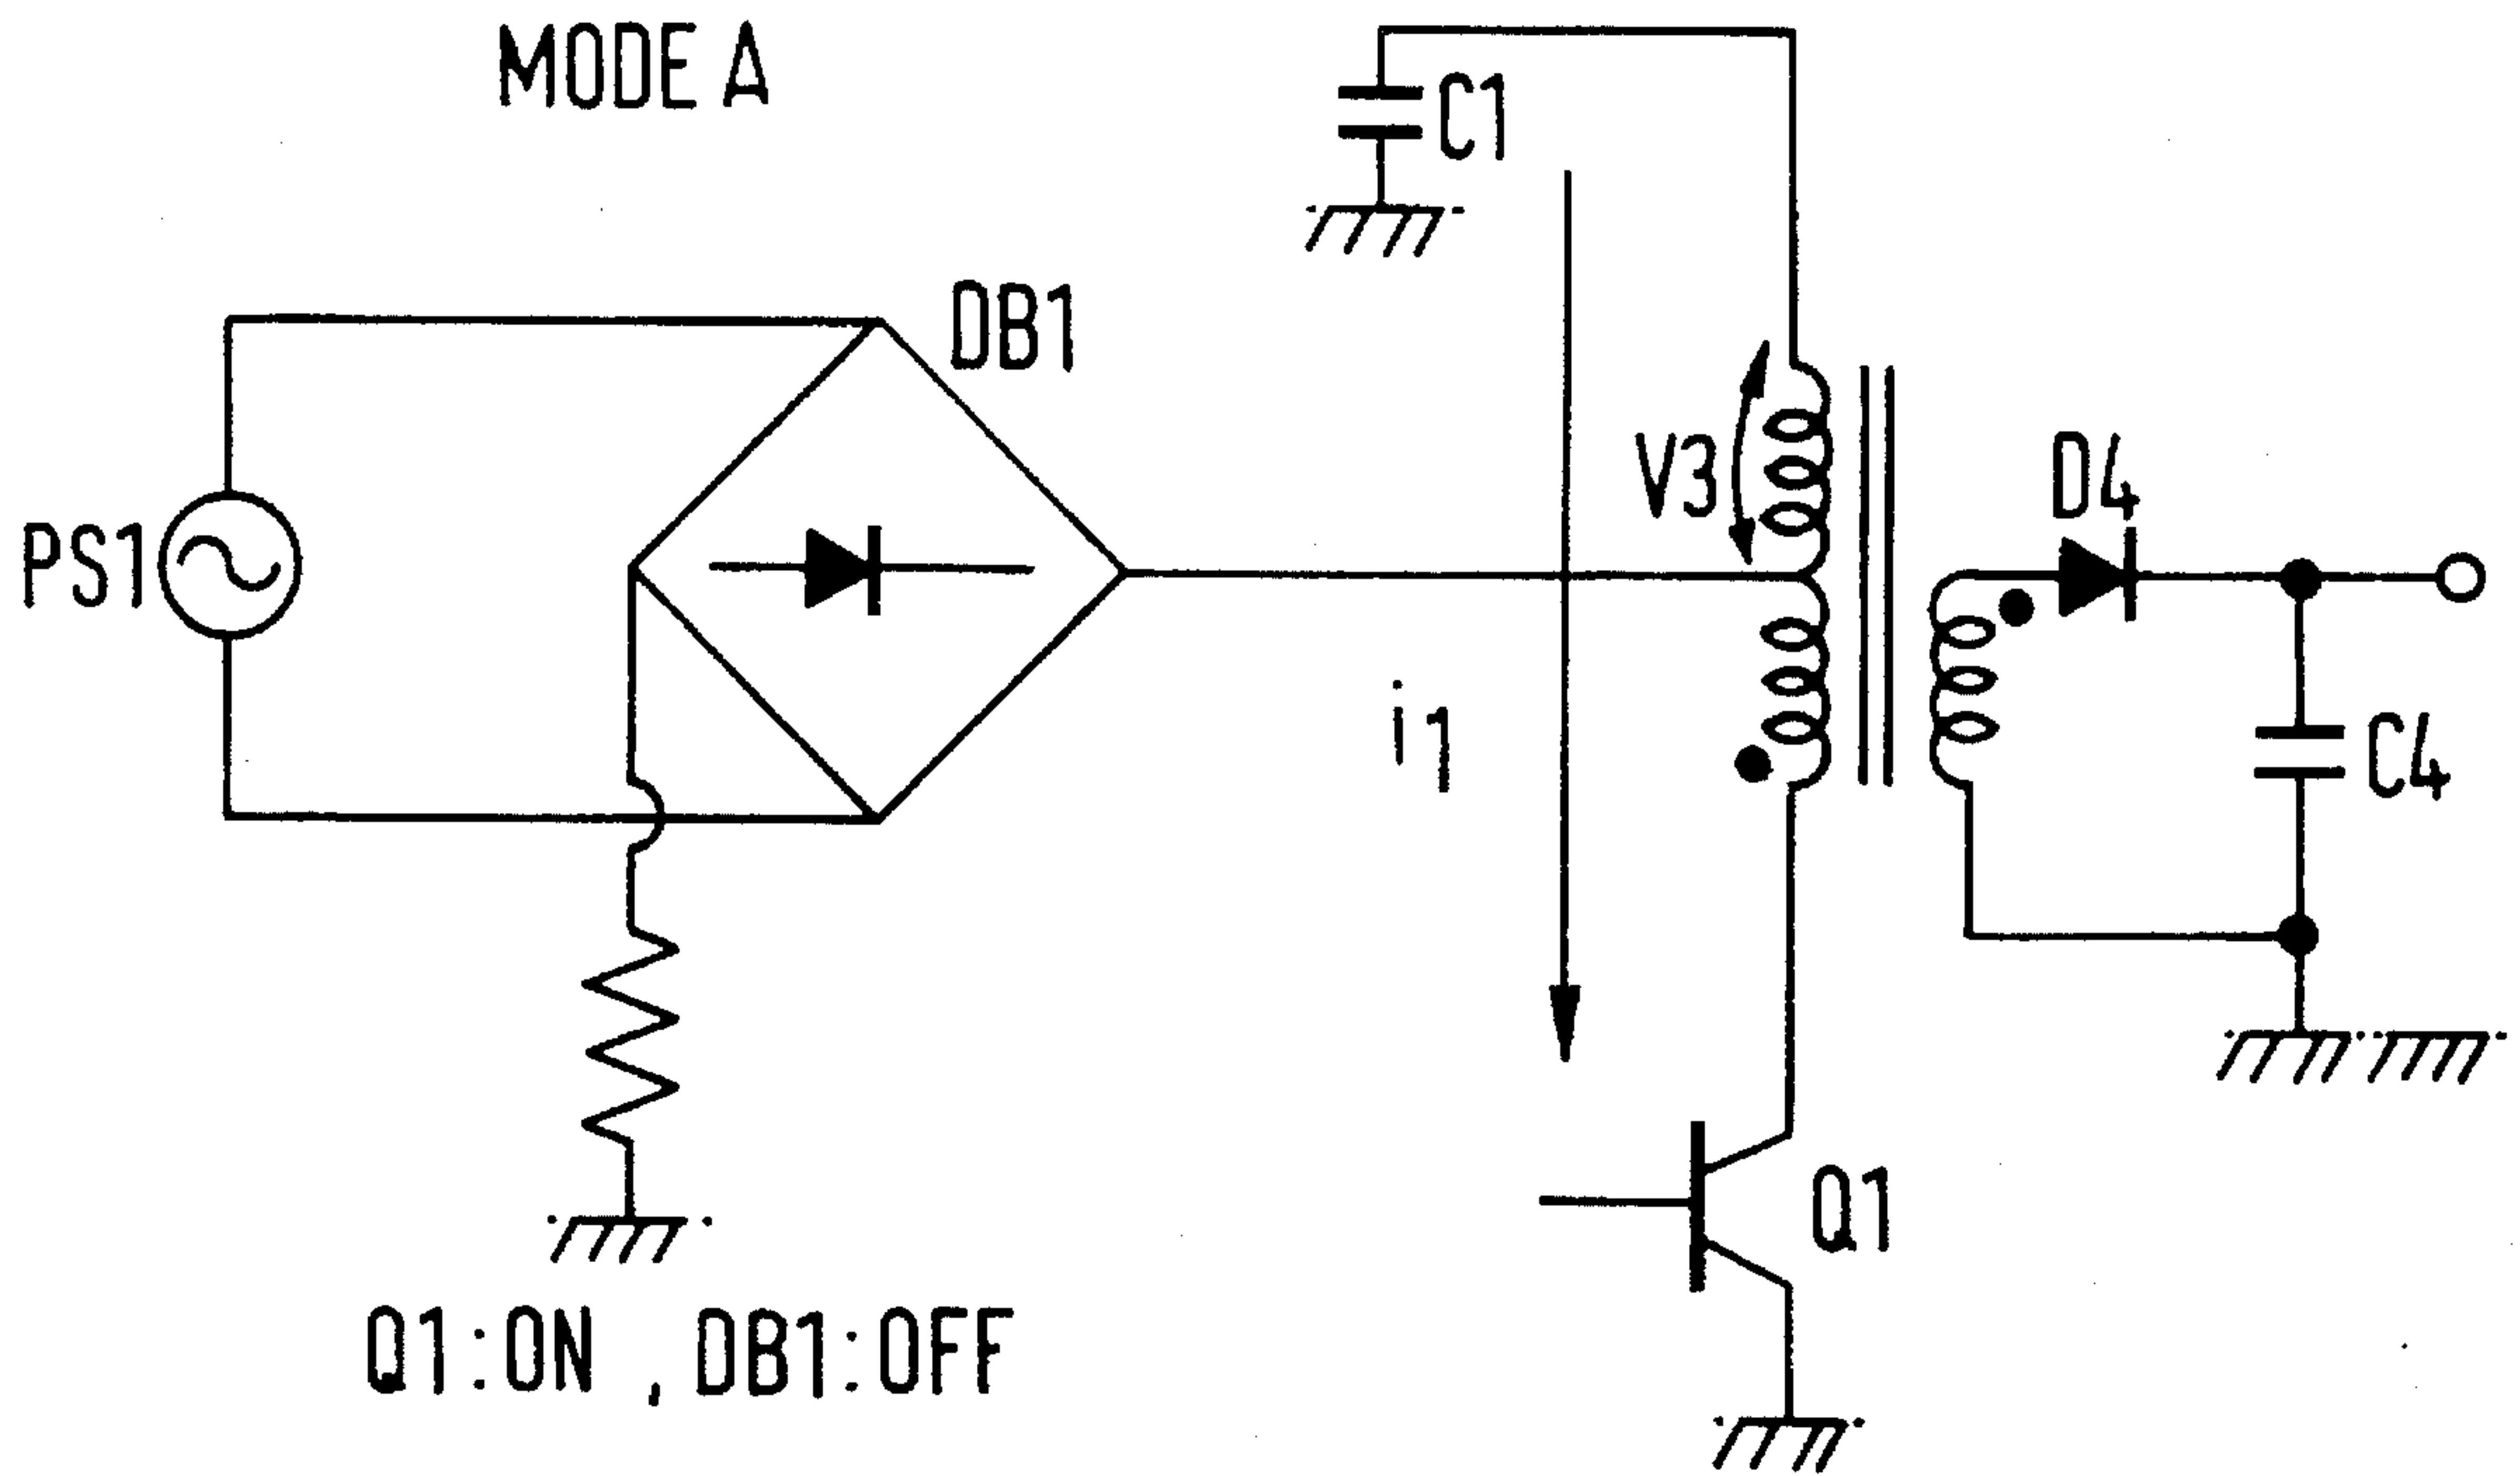 MODE A
C1
DB1
V3
D4
PS1
i1
C4
Q1
Q1:ON , DB1:OFF